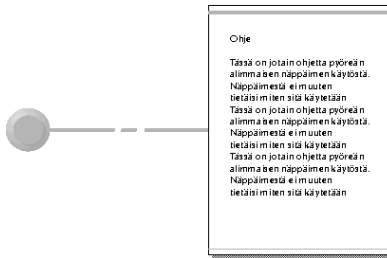 Ohje
Tässä on jotain ohjetta pyöreän
alimmaisen näppäimen käytöstä.
Näppäimestä ei muuten
tietäisi miten sitä käytetään
Tässä on jotain ohjetta pyöreän
alimmaisen näppäimen käytöstä.
Näppäimestä ei muuten
tietäisi miten sitä käytetään
Tässä on jotain ohjetta pyöreän
alimmaisen näppäimen käytöstä.
Näppäimestä ei muuten
tietäisi miten sitä käytetään